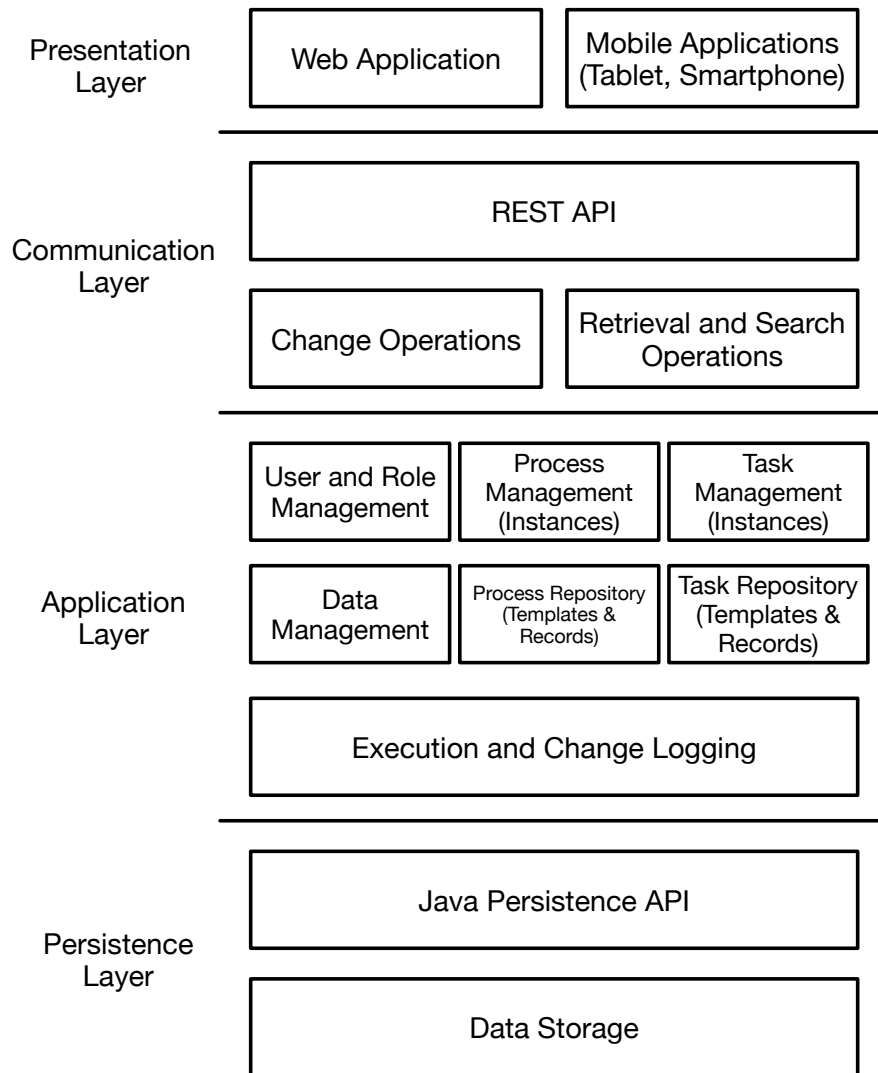 Presentation
Layer
Web Application
Mobile Applications
(Tablet, Smartphone)
Communication
Layer
REST API
Change Operations
Retrieval and Search
Operations
Application
Layer
User and Role
Management
Process
Management
(Instances)
Task
Management
(Instances)
Data
Management
Process Repository
(Templates &
Records)
Task Repository
(Templates &
Records)
Execution and Change Logging
Persistence
Layer
Java Persistence API
Data Storage